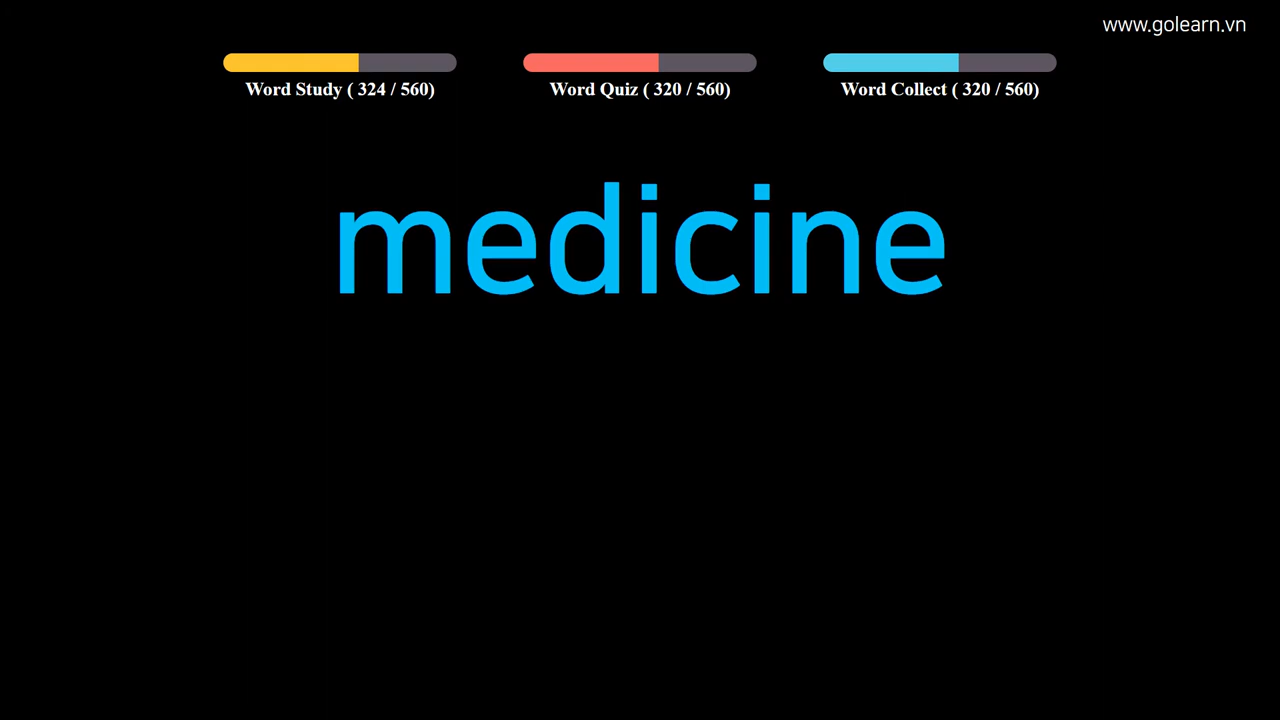 www.golearn.vn
Word Study ( 324 / 560)
Word Quiz ( 320 / 560)
Word Collect ( 320 / 560)
medicine